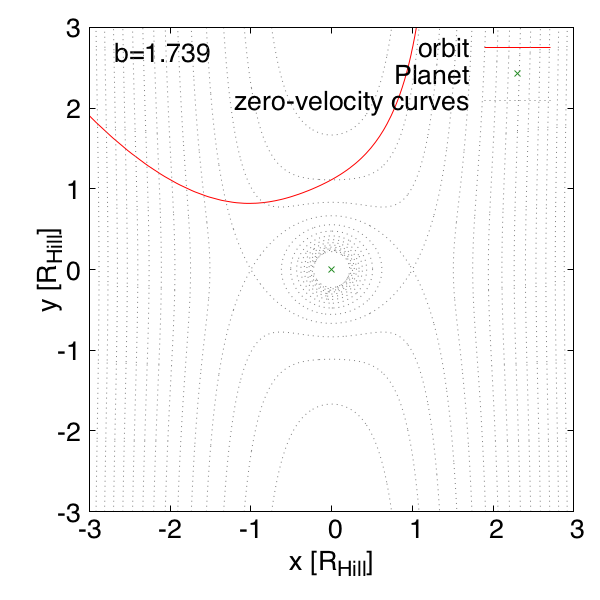 b=1.739
orbit
Planet
zero-velocity curves
y [R_Hill]
3
2
1
0
-1
-2
-3
-3 -2 -1 0 1 2 3
x [R_Hill]